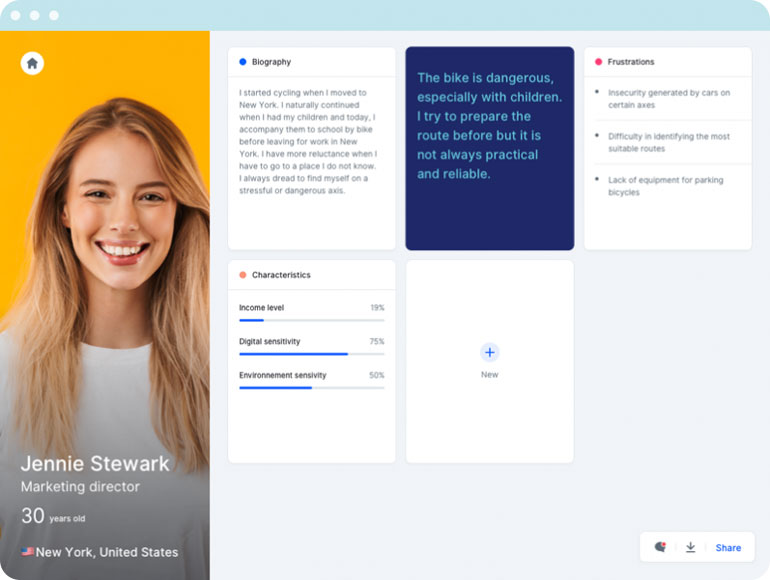 Biography
I started cycling when I moved to
New York. I naturally continued
when I had my children and today, I
accompany them to school by bike
before leaving for work in New
York. I have more reluctance when I
have to go to a place I do not know.
I always dread to find myself on a
stressful or dangerous axis.
The bike is dangerous,
especially with children.
I try to prepare the
route before but it is
not always practical
and reliable.
Frustrations
Insecurity generated by cars on
certain axes
Difficulty in identifying the most
suitable routes
Lack of equipment for parking
bicycles
Characteristics
Income level 19%
Digital sensitivity 75%
Environnement sensivity 50%
New
Jennie Stewark
Marketing director
30 years old
New York, United States
Share